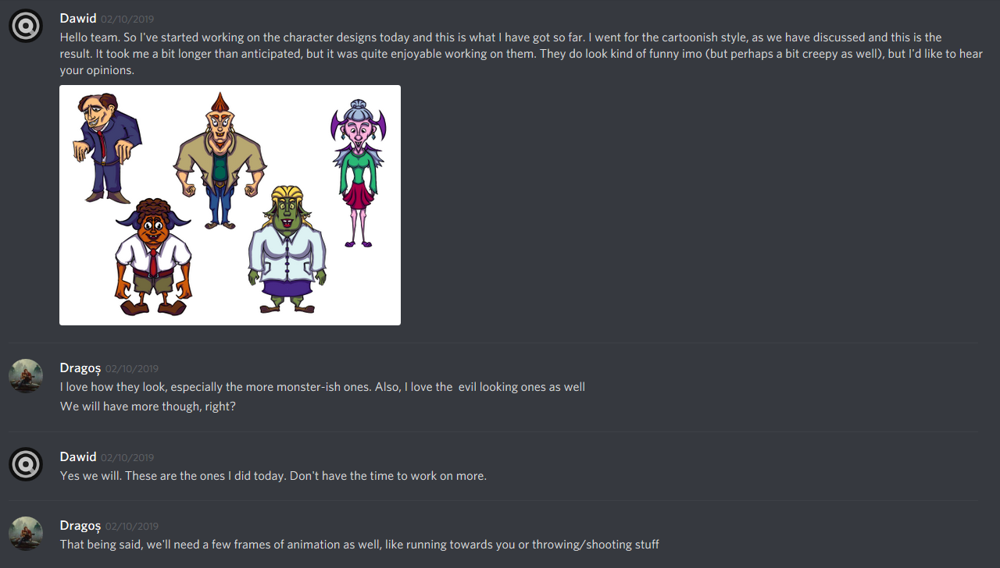 Dawid 02/10/2019
Hello team. So I've started working on the character designs today and this is what I have got so far. I went for the cartoonish style, as we have discussed and this is the
result. It took me a bit longer than anticipated, but it was quite enjoyable working on them. They do look kind of funny imo (but perhaps a bit creepy as well), but I'd like to hear
your opinions.
Dragoș 02/10/2019
I love how they look, especially the more monster-ish ones. Also, I love the  evil looking ones as well
We will have more though, right?
Dawid 02/10/2019
Yes we will. These are the ones I did today. Don't have the time to work on more.
Dragoș 02/10/2019
That being said, we'll need a few frames of animation as well, like running towards you or throwing/shooting stuff